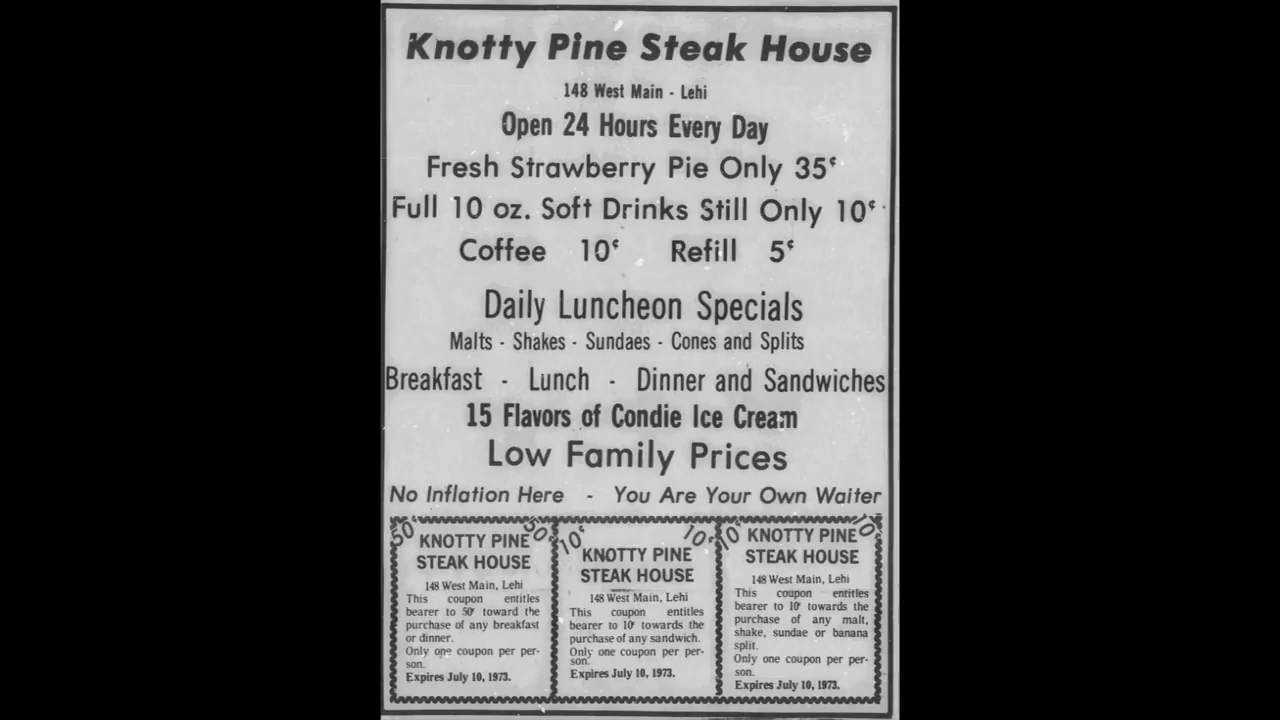 Knotty Pine Steak House
148 West Main - Lehi
Open 24 Hours Every Day
Fresh Strawberry Pie Only 35¢
Full 10 oz. Soft Drinks Still Only 10¢
Coffee 10¢ Refill 5¢
Daily Luncheon Specials
Malts - Shakes - Sundaes - Cones and Splits
Breakfast - Lunch - Dinner and Sandwiches
15 Flavors of Condie Ice Cream
Low Family Prices
No Inflation Here - You Are Your Own Waiter
50¢ 50¢
KNOTTY PINE
STEAK HOUSE
148 West Main, Lehi
This coupon entitles
bearer to 50¢ toward the
purchase of any breakfast
or dinner.
Only one coupon per per-
son.
Expires July 10, 1973.
10¢ 10¢
KNOTTY PINE
STEAK HOUSE
148 West Main, Lehi
This coupon entitles
bearer to 10¢ towards the
purchase of any sandwich.
Only one coupon per per-
son.
Expires July 10, 1973.
10¢ 10¢
KNOTTY PINE
STEAK HOUSE
148 West Main, Lehi
This coupon entitles
bearer to 10¢ towards the
purchase of any malt,
shake, sundae or banana
split.
Only one coupon per per-
son.
Expires July 10, 1973.